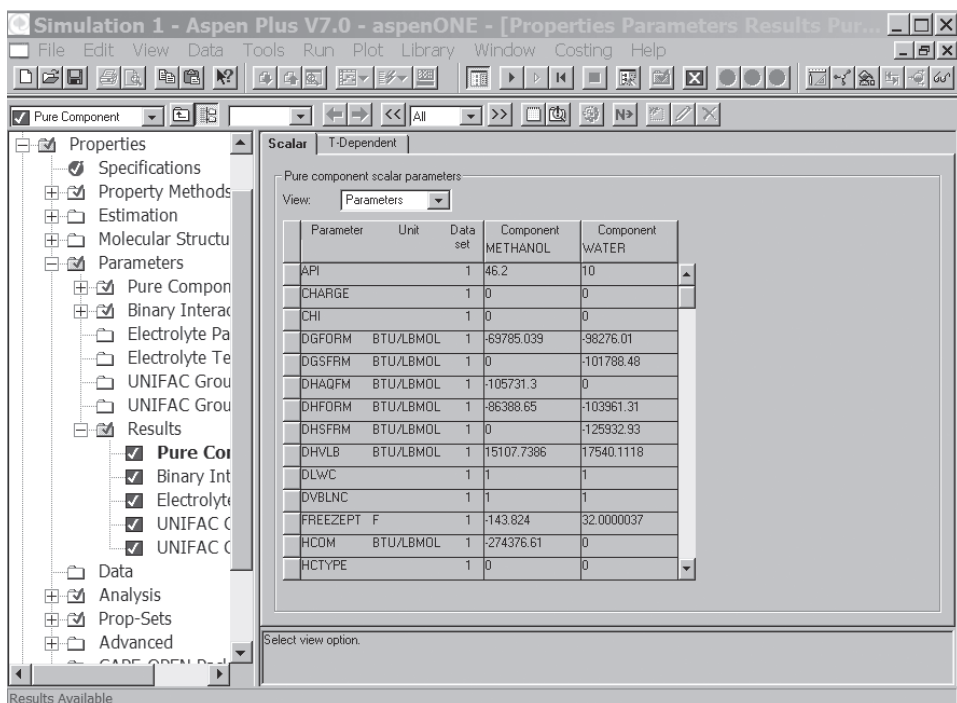 Simulation 1 - Aspen Plus V7.0 - aspenONE - [Properties Parameters Results Pur...
File Edit View Data Tools Run Plot Library Window Costing Help
Pure Component All N>
Properties
Specifications
Property Methods
Estimation
Molecular Structu
Parameters
Pure Compon
Binary Interac
Electrolyte Pa
Electrolyte Te
UNIFAC Grou
UNIFAC Grou
Results
Pure Cor
Binary Int
Electrolyte
UNIFAC G
UNIFAC G
Data
Analysis
Prop-Sets
Advanced
Scalar T-Dependent
Pure component scalar parameters
View: Parameters
Parameter Unit Data set Component METHANOL Component WATER
API 1 46.2 10
CHARGE 1 0 0
CHI 1 0 0
DGFORM BTU/LBMOL 1 -69785.039 -98276.01
DGSFRM BTU/LBMOL 1 0 -101788.48
DHAQFM BTU/LBMOL 1 -105731.3 0
DHFORM BTU/LBMOL 1 -86388.65 -103961.31
DHSFRM BTU/LBMOL 1 0 -125932.93
DHVLB BTU/LBMOL 1 15107.7386 17540.1118
DLWC 1 1 1
DVBLNC 1 1 1
FREEZEPT F 1 -143.824 32.0000037
HCOM BTU/LBMOL 1 -274376.61 0
HCTYPE 1 0 0
Select view option.
Results Available